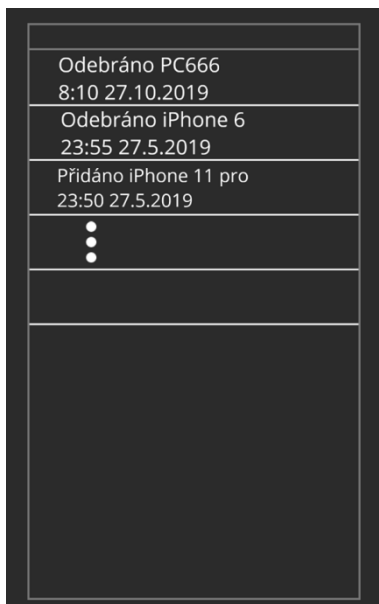 Odebráno PC666
8:10 27.10.2019
Odebráno iPhone 6
23:55 27.5.2019
Přidáno iPhone 11 pro
23:50 27.5.2019